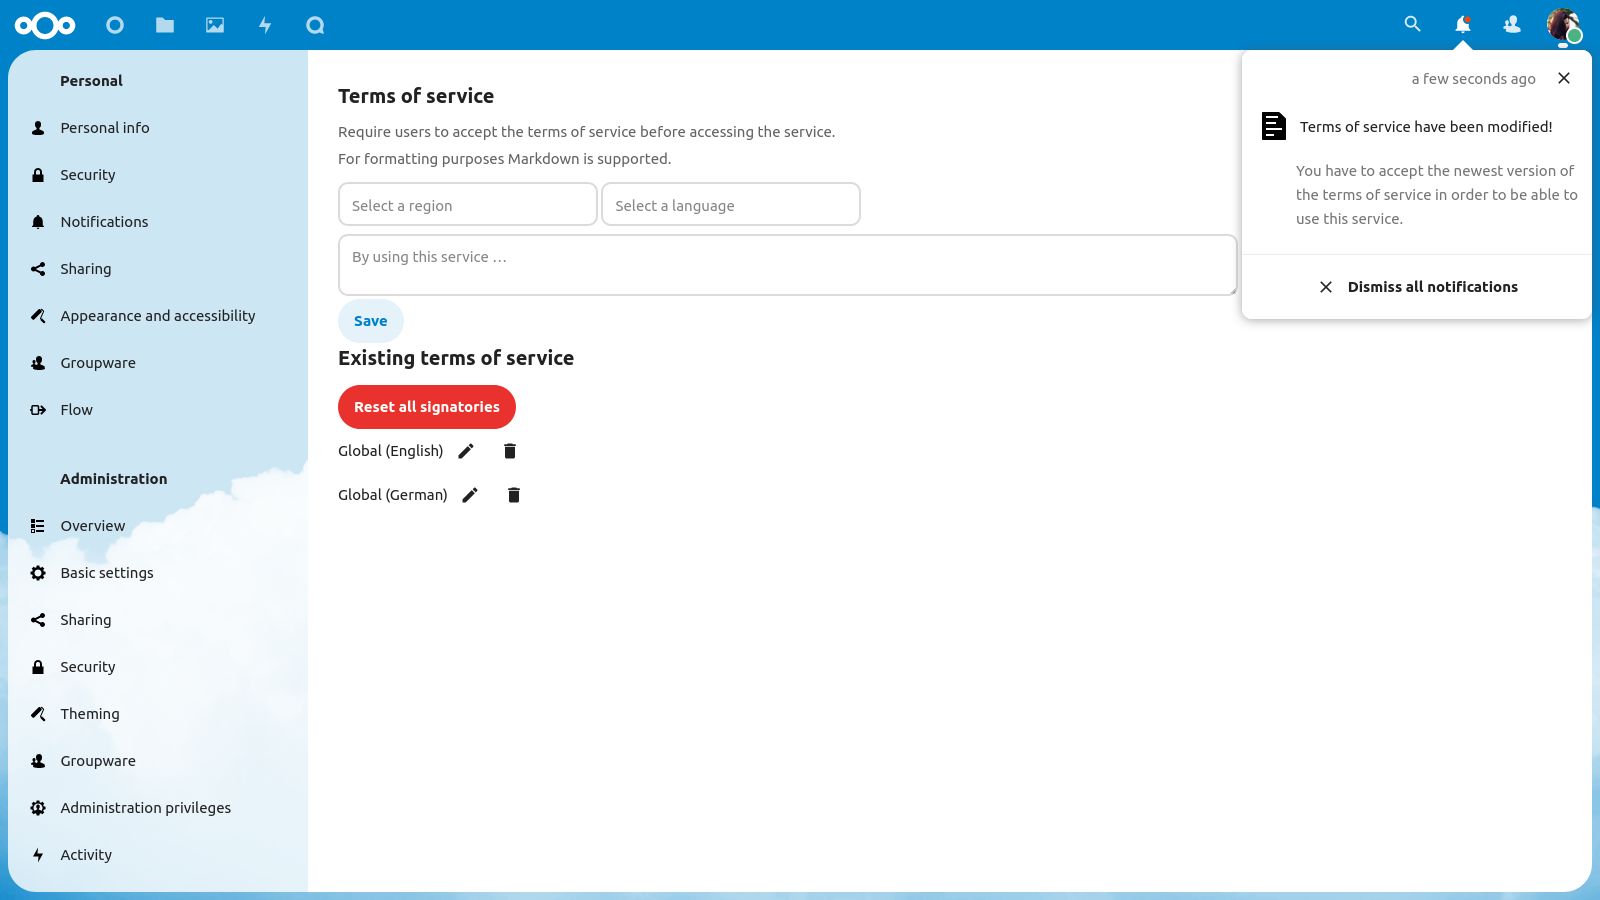 Personal
Personal info
Security
Notifications
Sharing
Appearance and accessibility
Groupware
Flow
Administration
Overview
Basic settings
Sharing
Security
Theming
Groupware
Administration privileges
Activity
Terms of service
Require users to accept the terms of service before accessing the service.
For formatting purposes Markdown is supported.
Select a region
Select a language
By using this service …
Save
Existing terms of service
Reset all signatories
Global (English)
Global (German)
a few seconds ago
Terms of service have been modified!
You have to accept the newest version of
the terms of service in order to be able to
use this service.
Dismiss all notifications